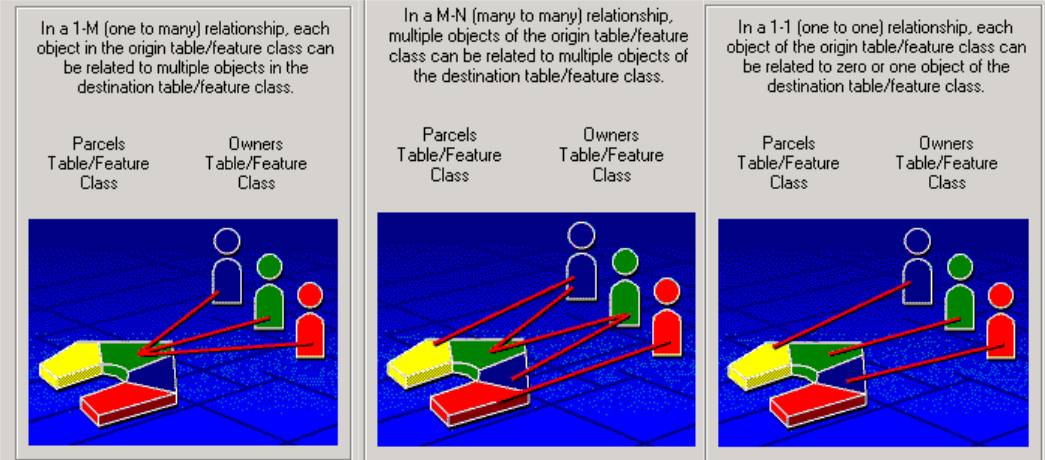 In a 1-M (one to many) relationship, each
object in the origin table/feature class can
be related to multiple objects in the
destination table/feature class.
Parcels
Table/Feature
Class
Owners
Table/Feature
Class
In a M-N (many to many) relationship,
multiple objects of the origin table/feature
class can be related to multiple objects of
the destination table/feature class.
Parcels
Table/Feature
Class
Owners
Table/Feature
Class
In a 1-1 (one to one) relationship, each
object of the origin table/feature class can
be related to zero or one object of the
destination table/feature class.
Parcels
Table/Feature
Class
Owners
Table/Feature
Class